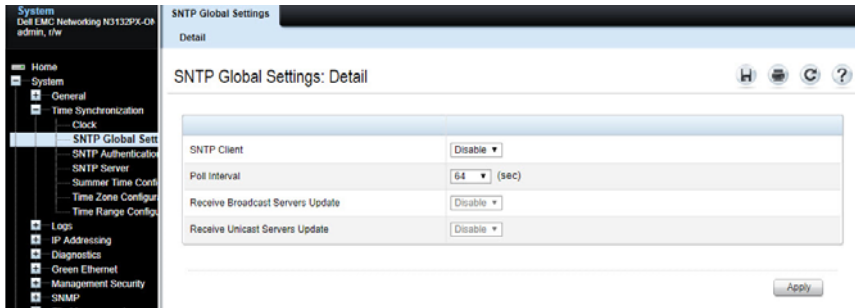 System
Dell EMC Networking N3132PX-ON
admin, r/w
Home
System
General
Time Synchronization
Clock
SNTP Global Sett
SNTP Authentication
SNTP Server
Summer Time Confi
Time Zone Configur
Time Range Configu
Logs
IP Addressing
Diagnostics
Green Ethernet
Management Security
SNMP
SNTP Global Settings
Detail
SNTP Global Settings: Detail
H C ?
SNTP Client Disable
Poll Interval 64 (sec)
Receive Broadcast Servers Update Disable
Receive Unicast Servers Update Disable
Apply